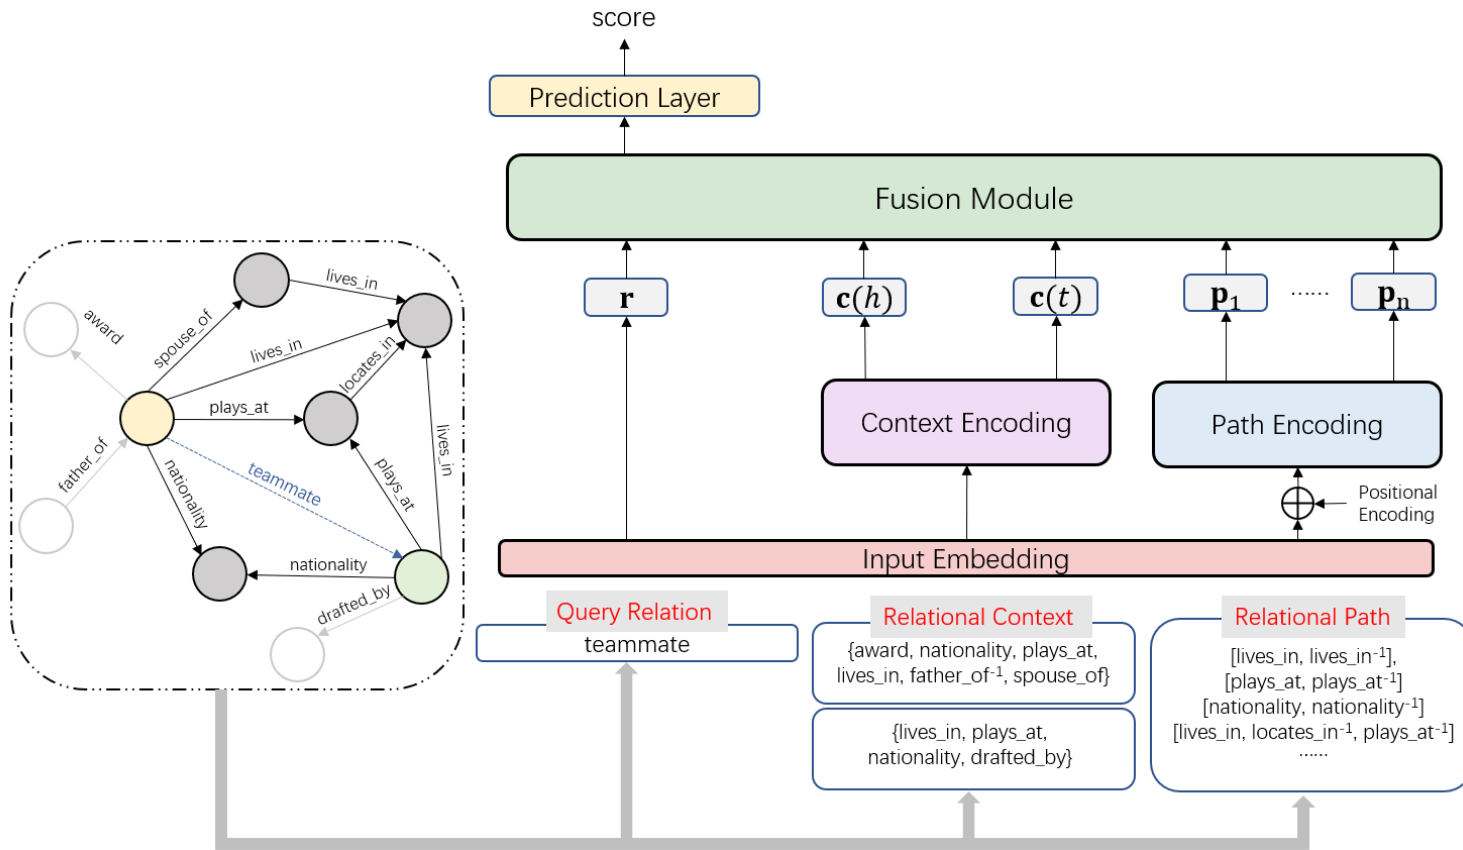 score
Prediction Layer
Fusion Module
r
c(h)
c(t)
p1
......
pn
Context Encoding
Path Encoding
Positional
Encoding
Input Embedding
award
spouse_of
lives_in
lives_in
locates_in
plays_at
father_of
nationality
teammate
plays_at
lives_in
nationality
drafted_by
Query Relation
teammate
Relational Context
{award, nationality, plays_at,
lives_in, father_of⁻¹, spouse_of}
{lives_in, plays_at,
nationality, drafted_by}
Relational Path
[lives_in, lives_in⁻¹],
[plays_at, plays_at⁻¹]
[nationality, nationality⁻¹]
[lives_in, locates_in⁻¹, plays_at⁻¹]
......